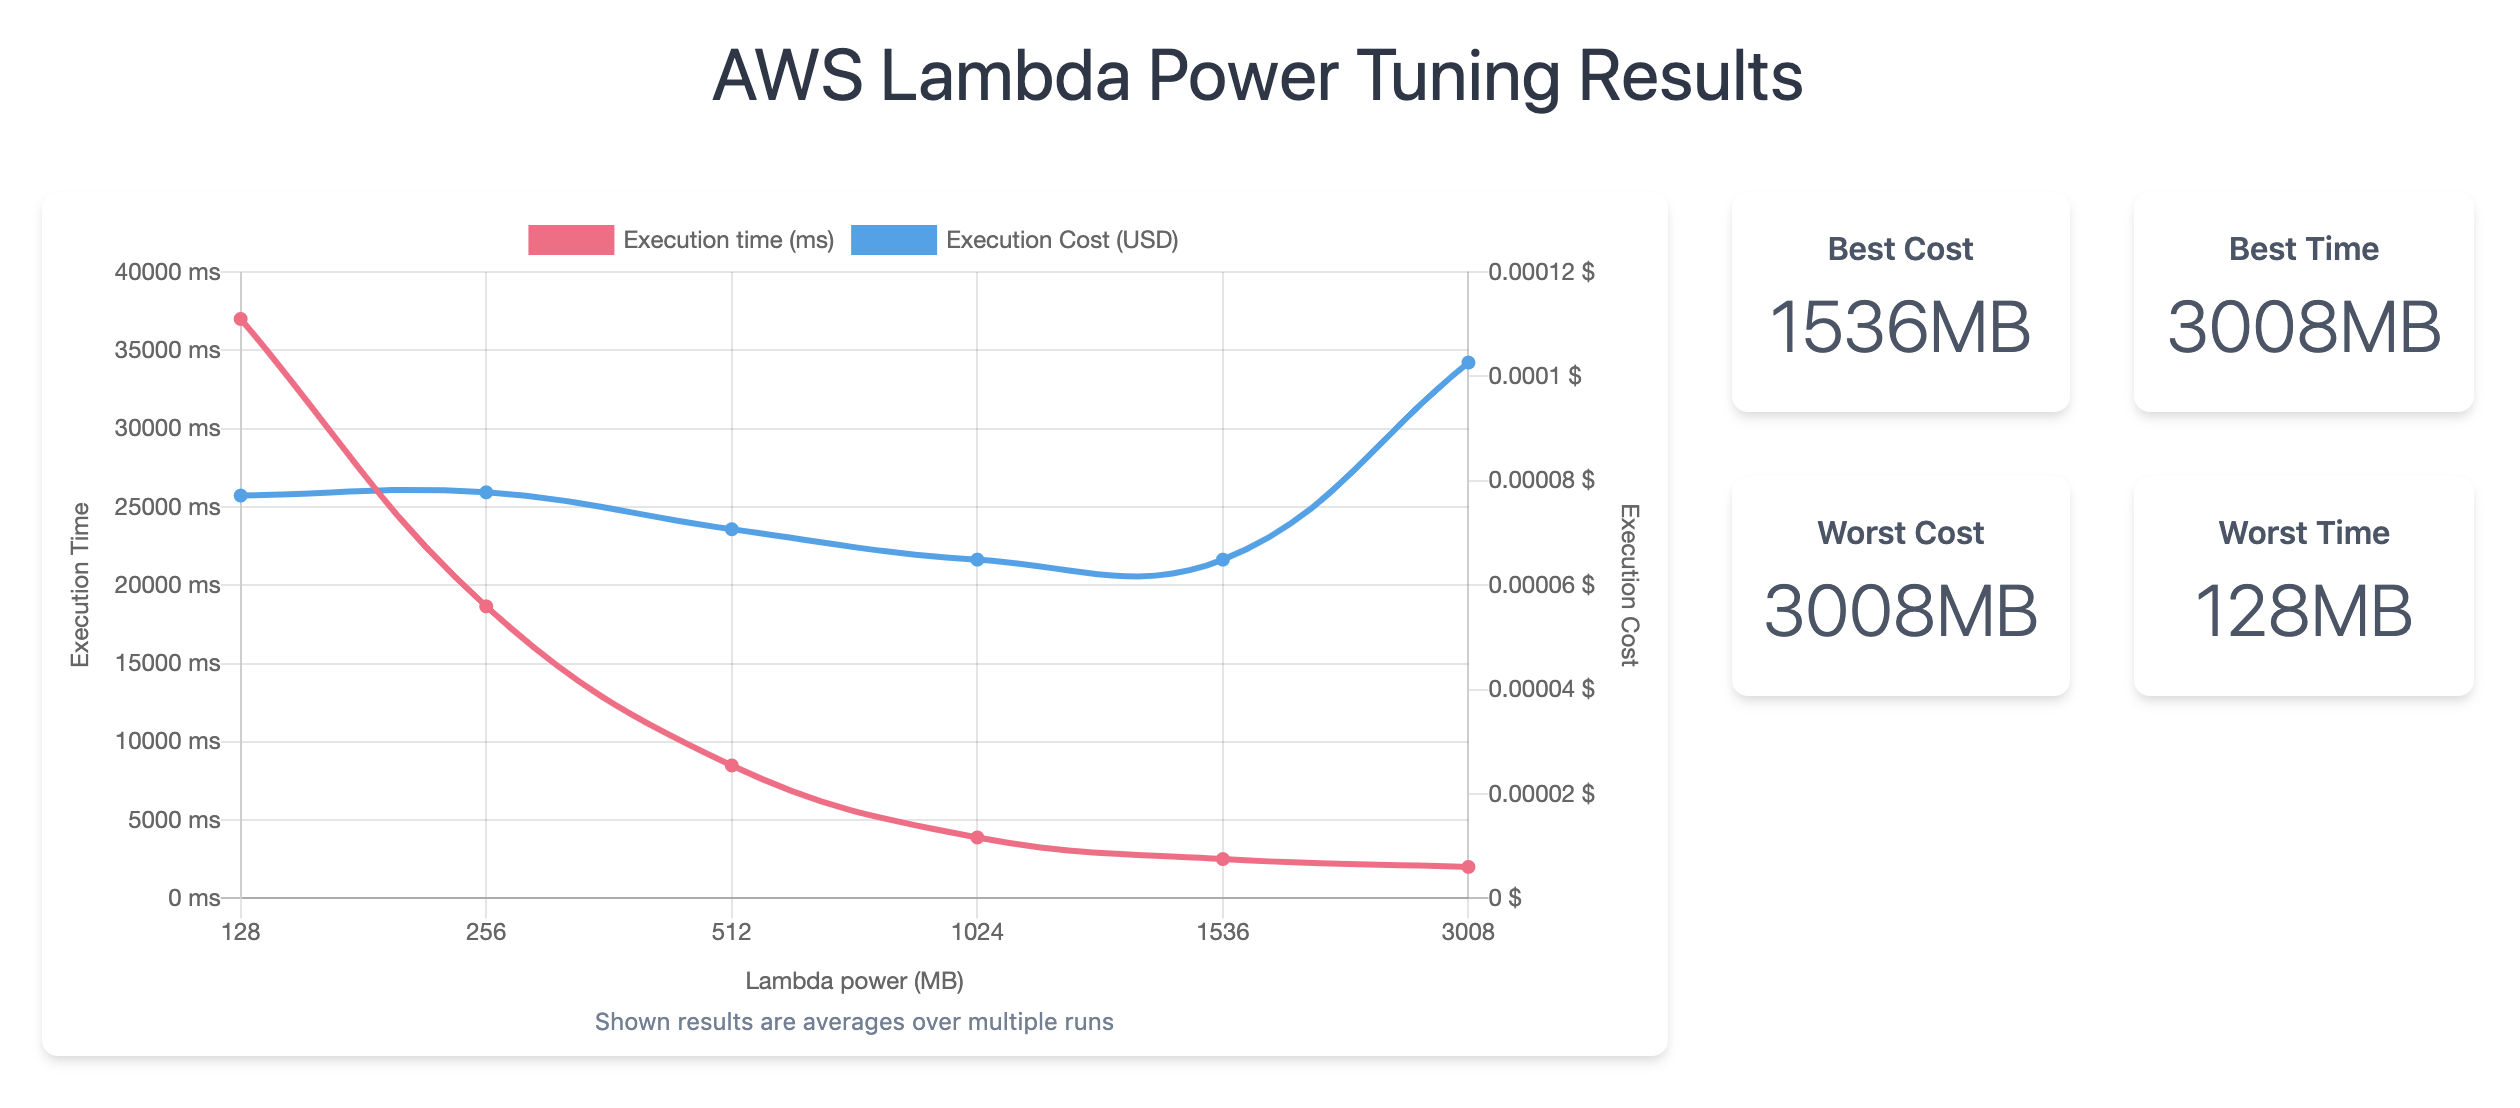 AWS Lambda Power Tuning Results
Execution time (ms)
Execution Cost (USD)
40000 ms
35000 ms
30000 ms
25000 ms
20000 ms
15000 ms
10000 ms
5000 ms
0 ms
Execution Time
0.00012 $
0.0001 $
0.00008 $
0.00006 $
0.00004 $
0.00002 $
0 $
Execution Cost
128
256
512
1024
1536
3008
Lambda power (MB)
Shown results are averages over multiple runs
Best Cost
1536MB
Best Time
3008MB
Worst Cost
3008MB
Worst Time
128MB